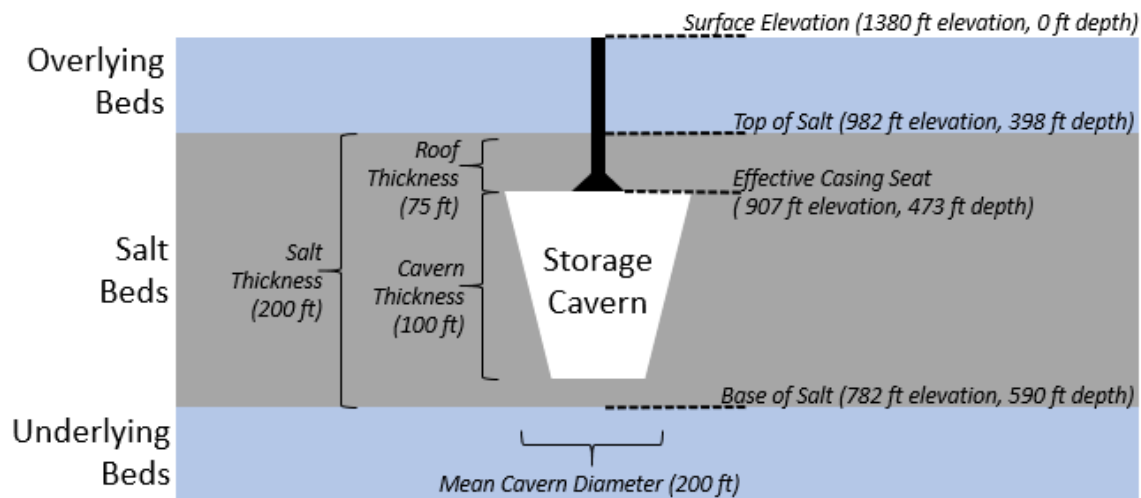 Surface Elevation (1380 ft elevation, 0 ft depth)
Overlying
Beds
Top of Salt (982 ft elevation, 398 ft depth)
Roof
Thickness
(75 ft)
Effective Casing Seat
( 907 ft elevation, 473 ft depth)
Salt
Beds
Salt
Thickness
(200 ft)
Cavern
Thickness
(100 ft)
Storage
Cavern
Base of Salt (782 ft elevation, 590 ft depth)
Underlying
Beds
Mean Cavern Diameter (200 ft)